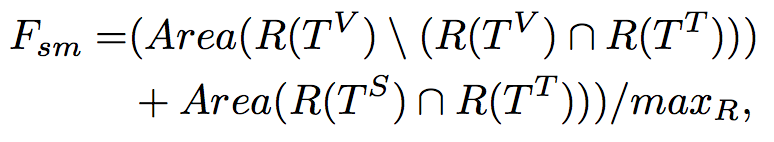 F_{sm} =(Area(R(T^V) \ (R(T^V) ∩ R(T^T)))
+ Area(R(T^S) ∩ R(T^T)))/max_R,